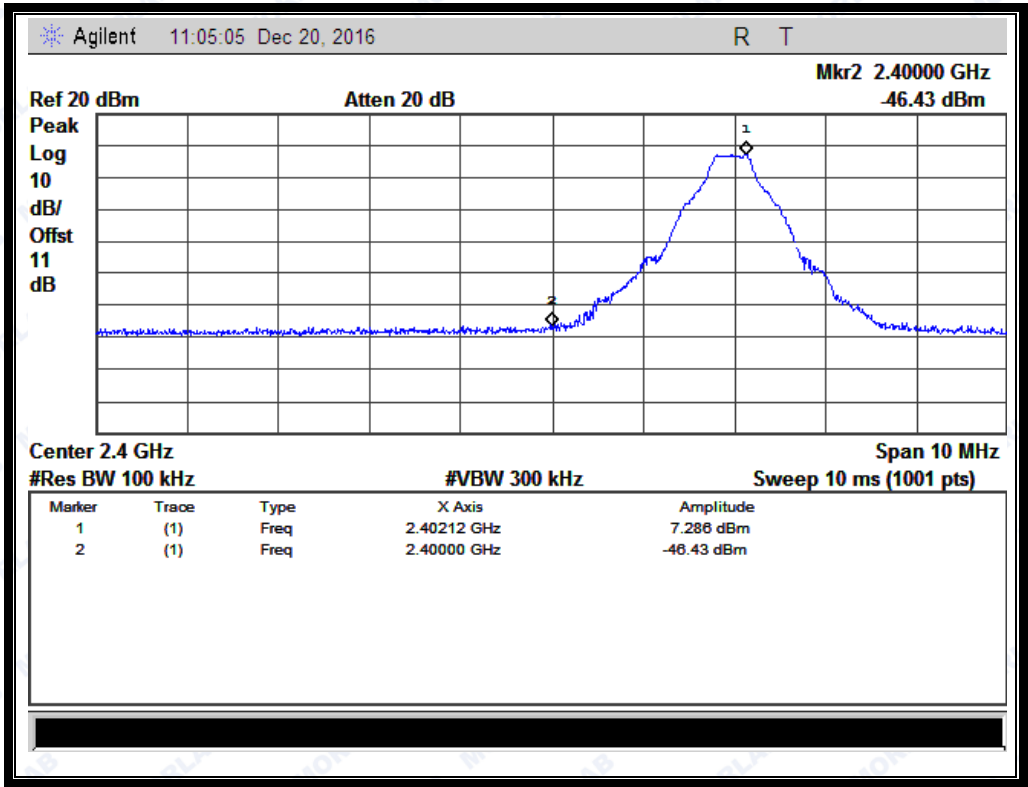 Agilent 11:05:05 Dec 20, 2016 R T
Mkr2 2.40000 GHz
Ref 20 dBm Atten 20 dB -46.43 dBm
Peak
Log
10
dB/
Offst
11
dB
1
2
Center 2.4 GHz Span 10 MHz
#Res BW 100 kHz #VBW 300 kHz Sweep 10 ms (1001 pts)
Marker Trace Type X Axis Amplitude
1 (1) Freq 2.40212 GHz 7.286 dBm
2 (1) Freq 2.40000 GHz -46.43 dBm